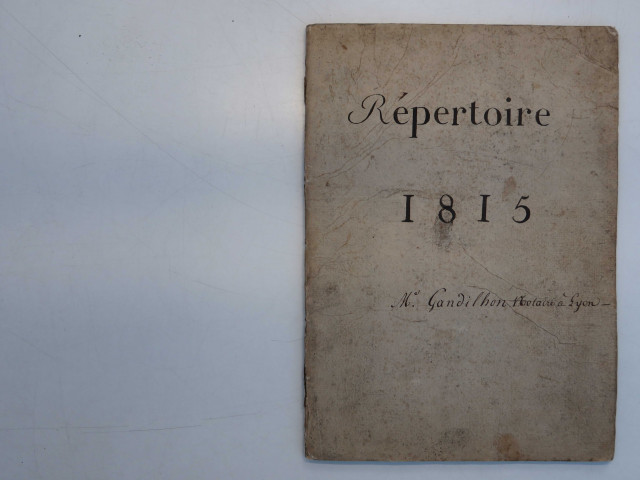 Répertoire
1815
Mr. Gandilhon Notaire à Lyon